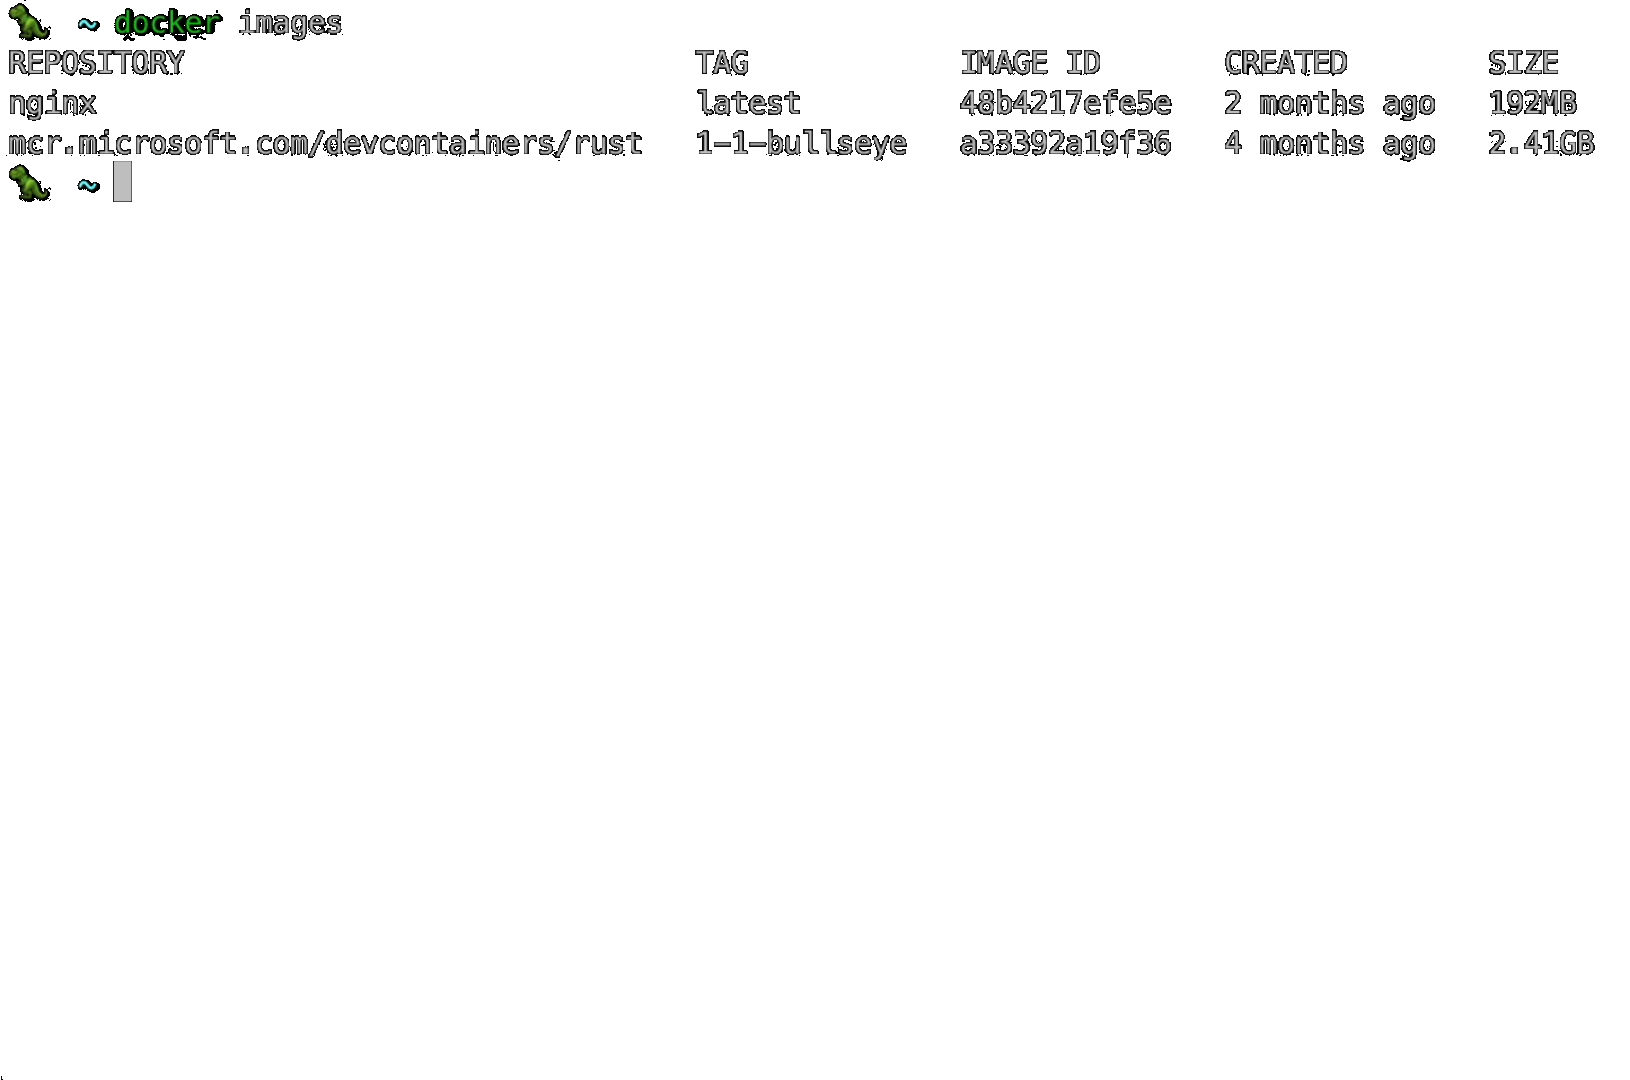 ~ docker images
REPOSITORY TAG IMAGE ID CREATED SIZE
nginx latest 48b4217efe5e 2 months ago 192MB
mcr.microsoft.com/devcontainers/rust 1-1-bullseye a33392a19f36 4 months ago 2.41GB
~